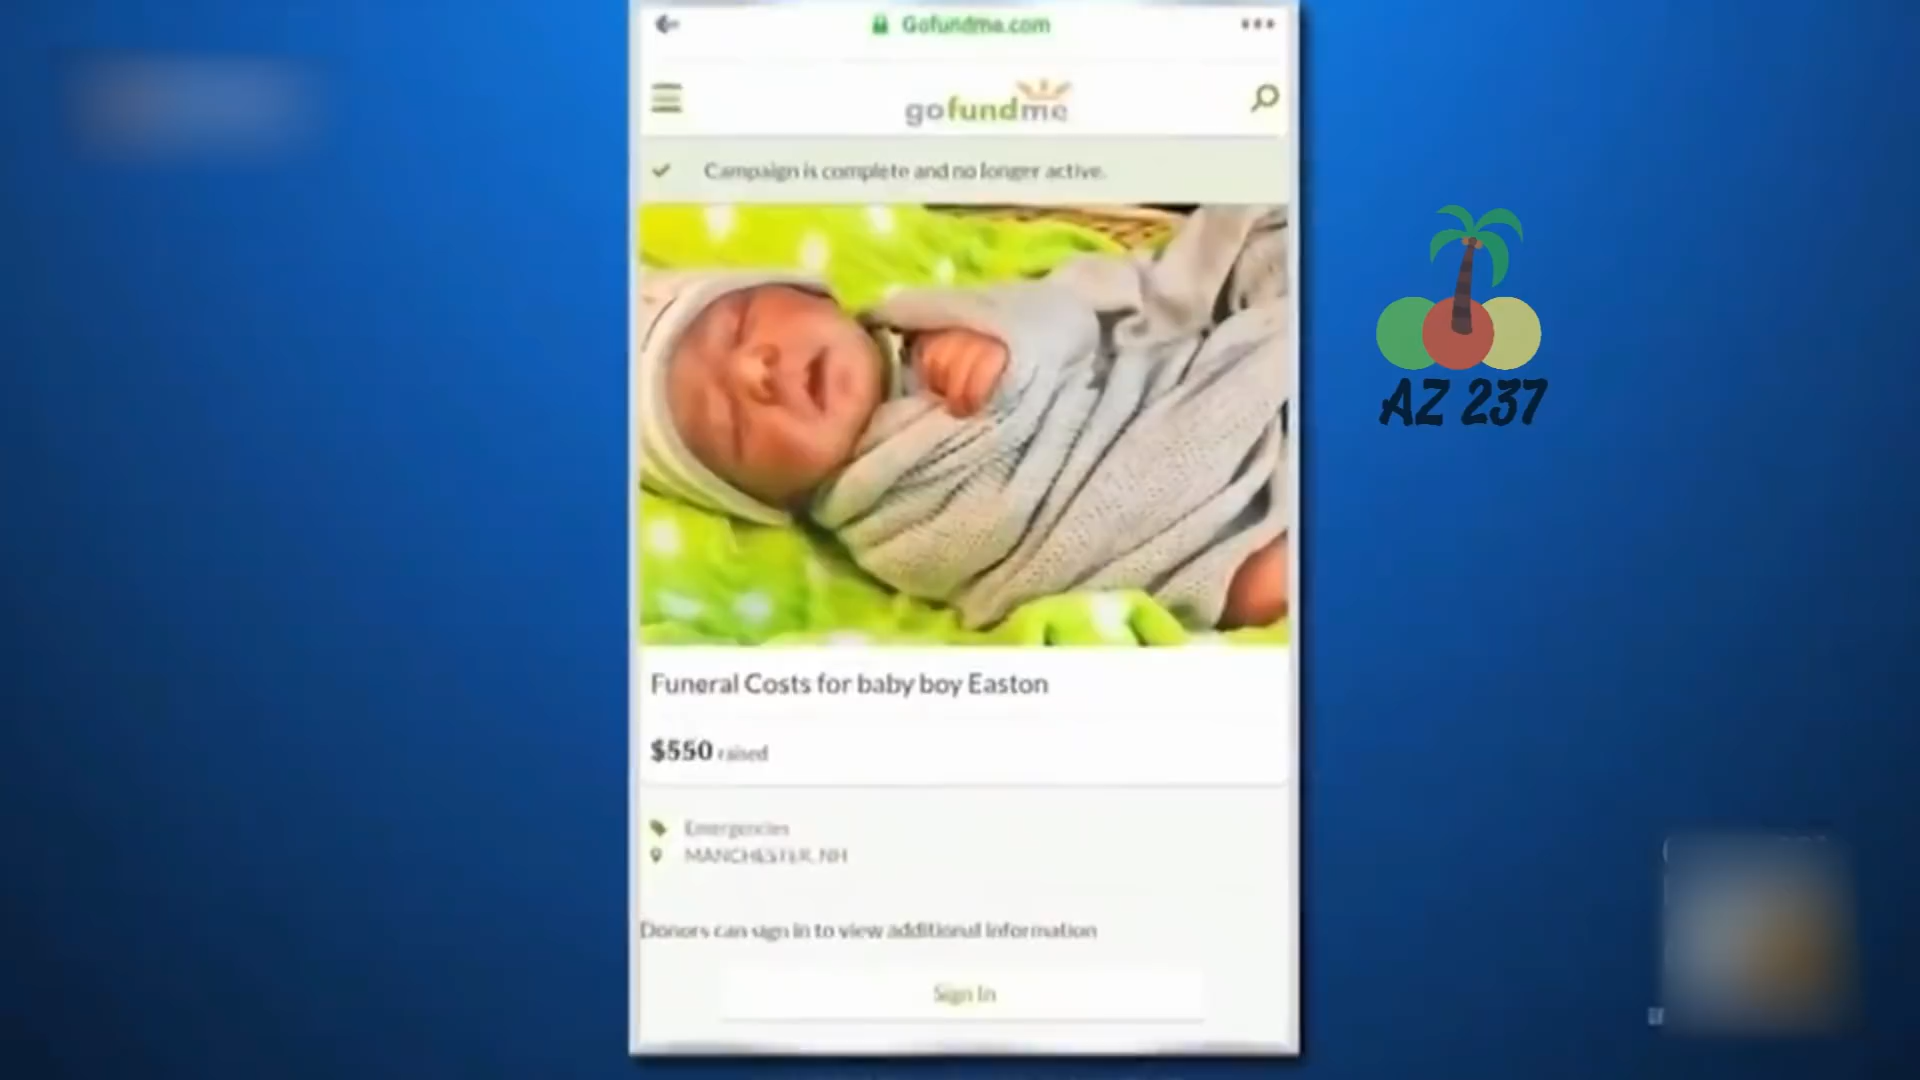 Gofundme.com
gofundme
Campaign is complete and no longer active.
AZ 237
Funeral Costs for baby boy Easton
$550 raised
Emergencies
MANCHESTER, NH
Donors can sign in to view additional information
Sign In